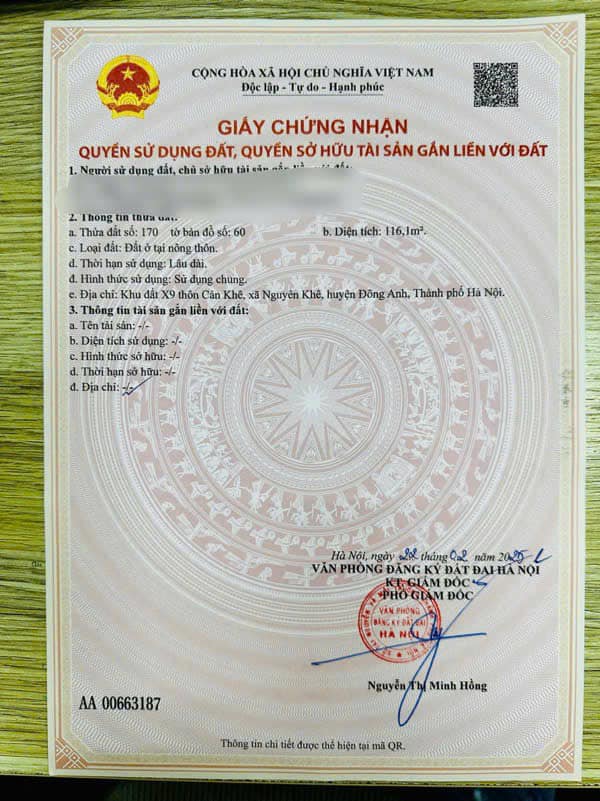 CỘNG HÒA XÃ HỘI CHỦ NGHĨA VIỆT NAM
Độc lập - Tự do - Hạnh phúc
GIẤY CHỨNG NHẬN
QUYỀN SỬ DỤNG ĐẤT, QUYỀN SỞ HỮU TÀI SẢN GẮN LIỀN VỚI ĐẤT
1. Người sử dụng đất, chủ sở hữu tài sản gắn liền với đất:
2. Thông tin thửa đất:
a. Thửa đất số: 170 tờ bản đồ số: 60 b. Diện tích: 116,1m².
c. Loại đất: Đất ở tại nông thôn.
d. Thời hạn sử dụng: Lâu dài.
đ. Hình thức sử dụng: Sử dụng chung.
e. Địa chỉ: Khu đất X9 thôn Cán Khê, xã Nguyên Khê, huyện Đông Anh, Thành phố Hà Nội.
3. Thông tin tài sản gắn liền với đất:
a. Tên tài sản: -/-
b. Diện tích sử dụng: -/-
c. Hình thức sở hữu: -/-
d. Thời hạn sở hữu: -/-
đ. Địa chỉ: -/-
Hà Nội, ngày 22 tháng 02 năm 2025
VĂN PHÒNG ĐĂNG KÝ ĐẤT ĐAI HÀ NỘI
KT. GIÁM ĐỐC
PHÓ GIÁM ĐỐC
VĂN PHÒNG
ĐĂNG KÝ ĐẤT ĐAI
HÀ NỘI
Nguyễn Thị Minh Hồng
AA 00663187
Thông tin chi tiết được thể hiện tại mã QR.